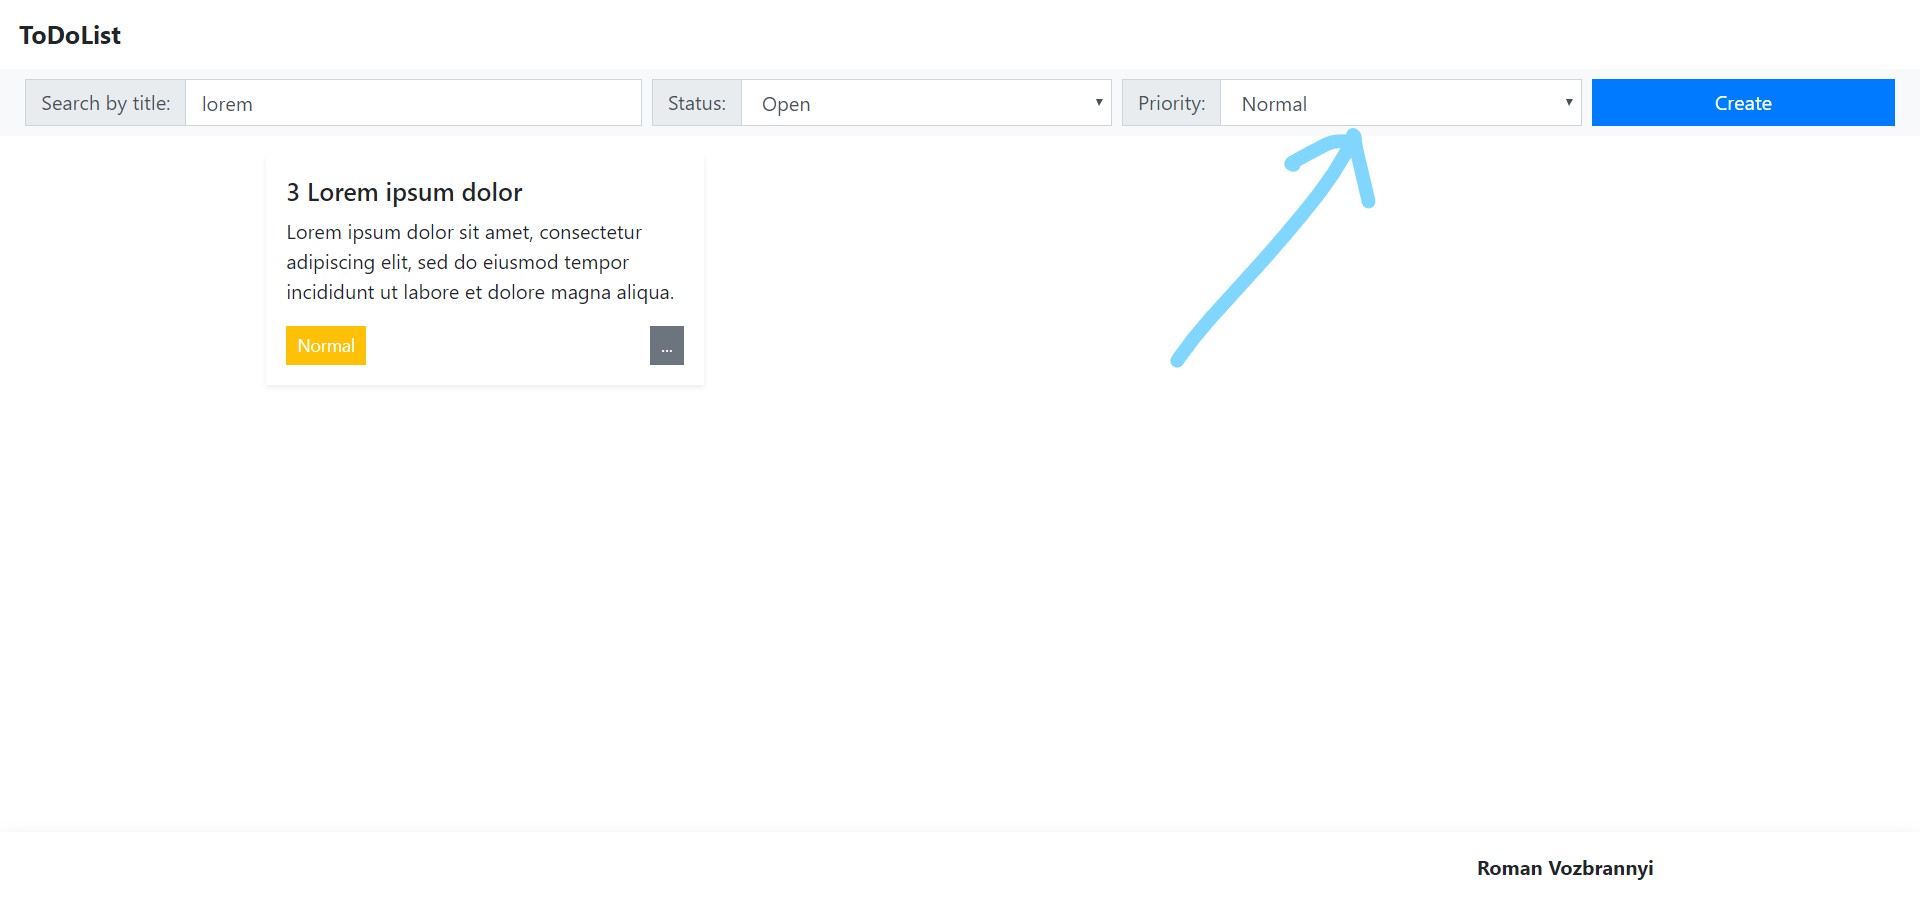 ToDoList
Search by title: lorem Status: Open Priority: Normal Create
3 Lorem ipsum dolor
Lorem ipsum dolor sit amet, consectetur
adipiscing elit, sed do eiusmod tempor
incididunt ut labore et dolore magna aliqua.
Normal ...
Roman Vozbrannyi